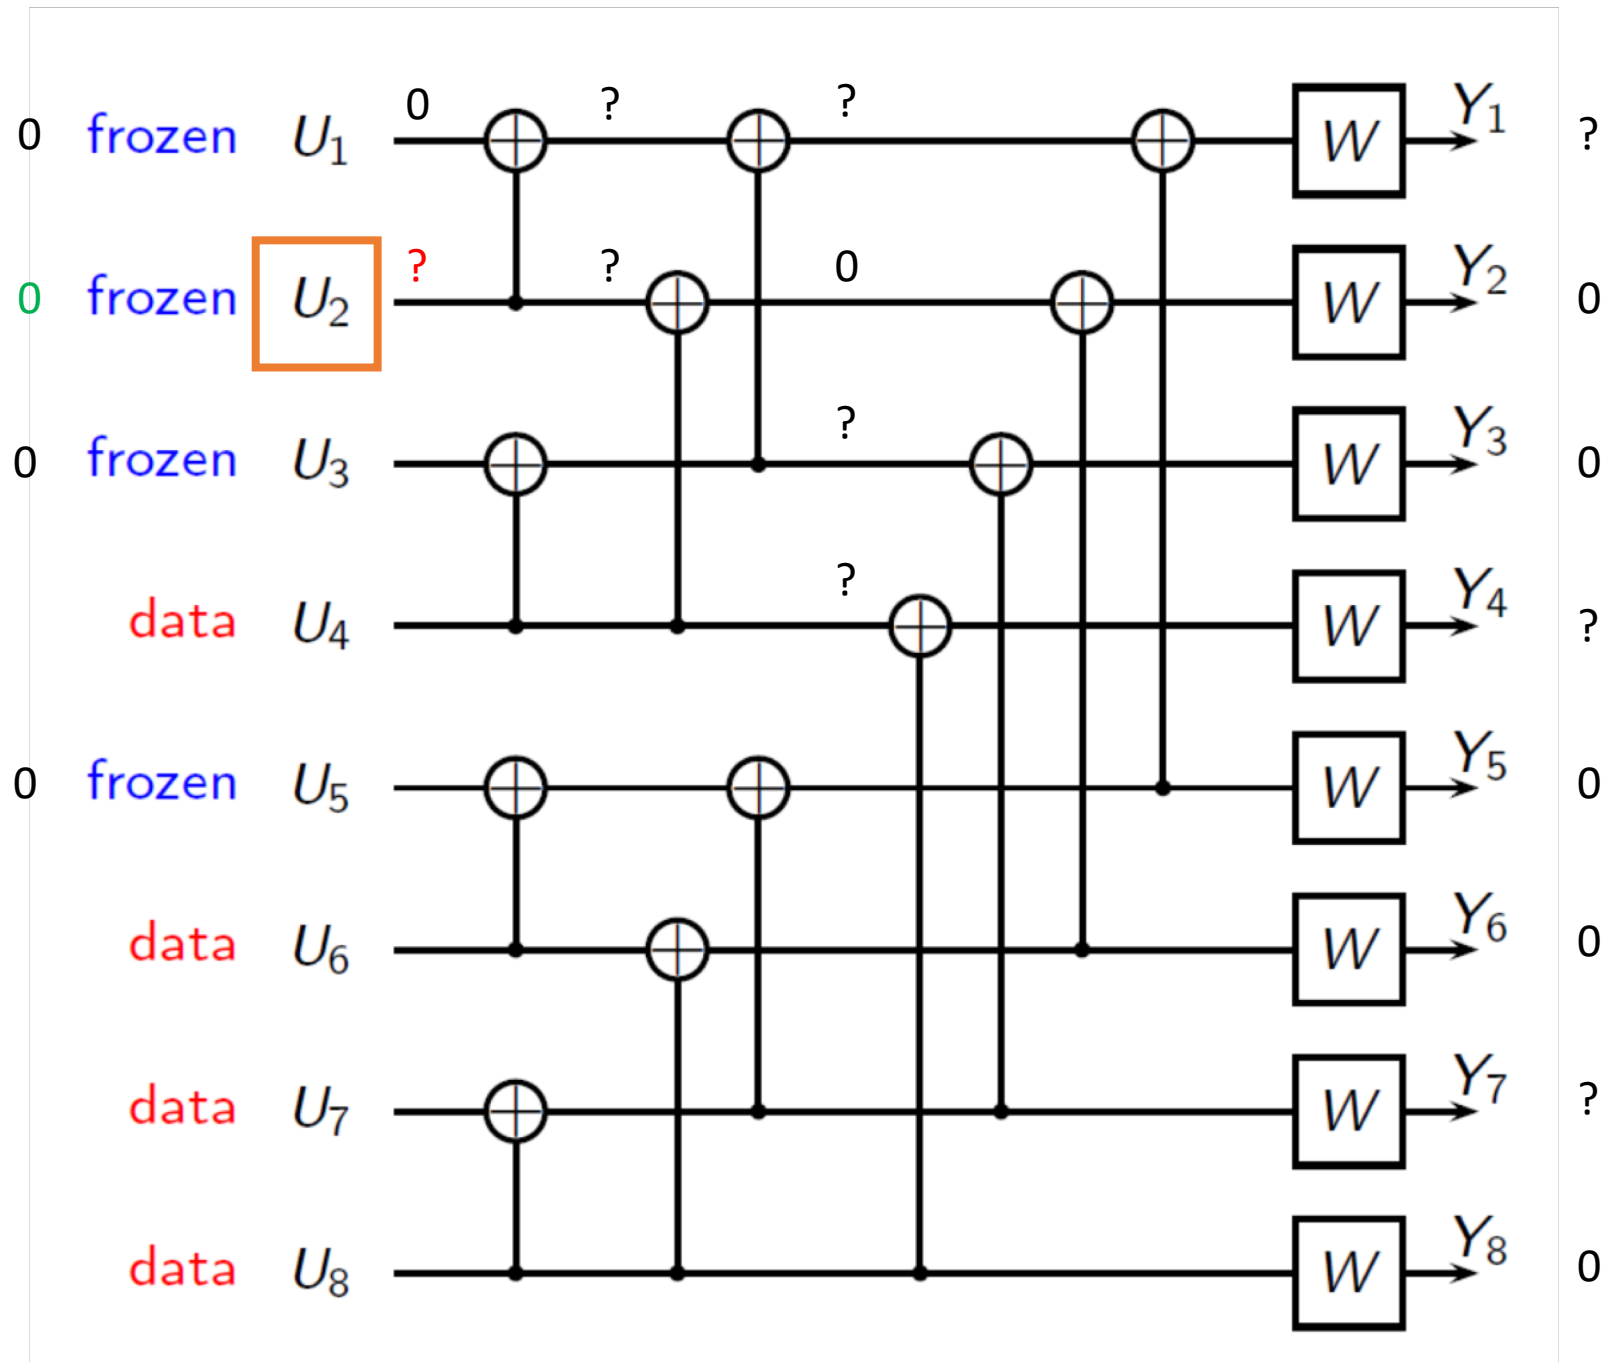 0 ? ?
0 frozen U1 W Y1 ?
? ? 0
0 frozen U2 W Y2 0
?
0 frozen U3 W Y3 0
?
data U4 W Y4 ?
0 frozen U5 W Y5 0
data U6 W Y6 0
data U7 W Y7 ?
data U8 W Y8 0